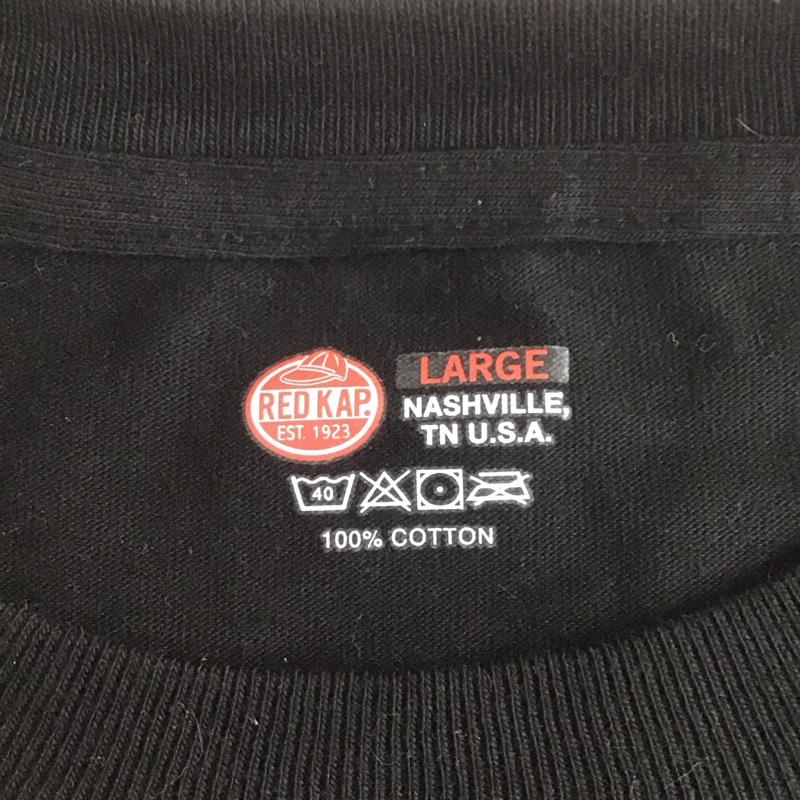 RED KAP.
EST. 1923
LARGE
NASHVILLE,
TN U.S.A.
40
100% COTTON